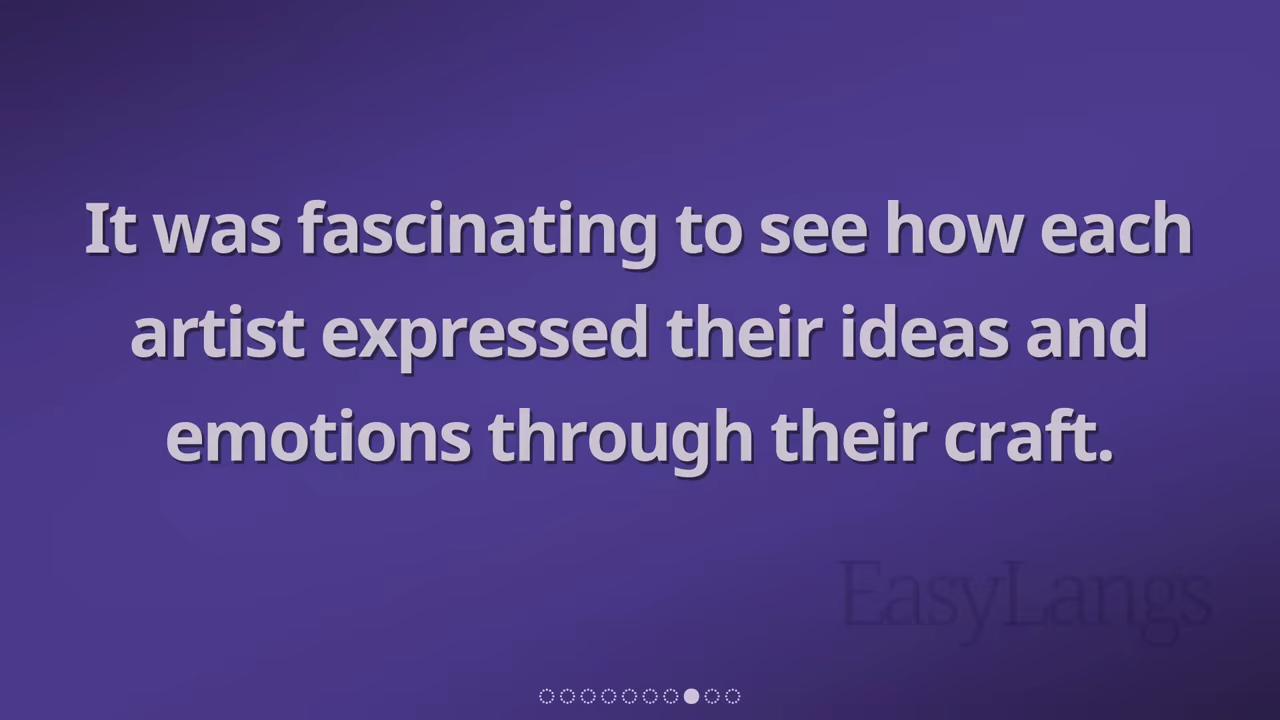 It was fascinating to see how each
artist expressed their ideas and
emotions through their craft.
EasyLangs